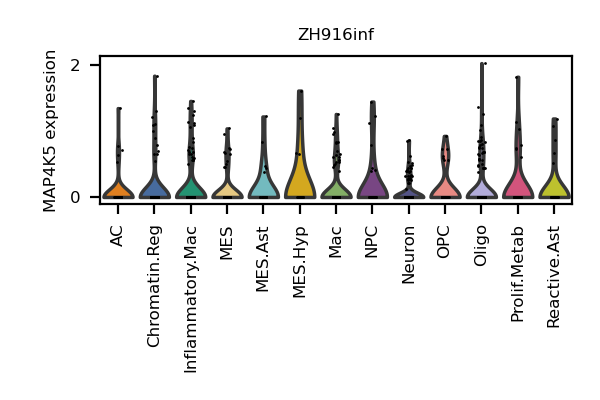 ZH916inf
MAP4K5 expression
2
0
AC
Chromatin.Reg
Inflammatory.Mac
MES
MES.Ast
MES.Hyp
Mac
NPC
Neuron
OPC
Oligo
Prolif.Metab
Reactive.Ast